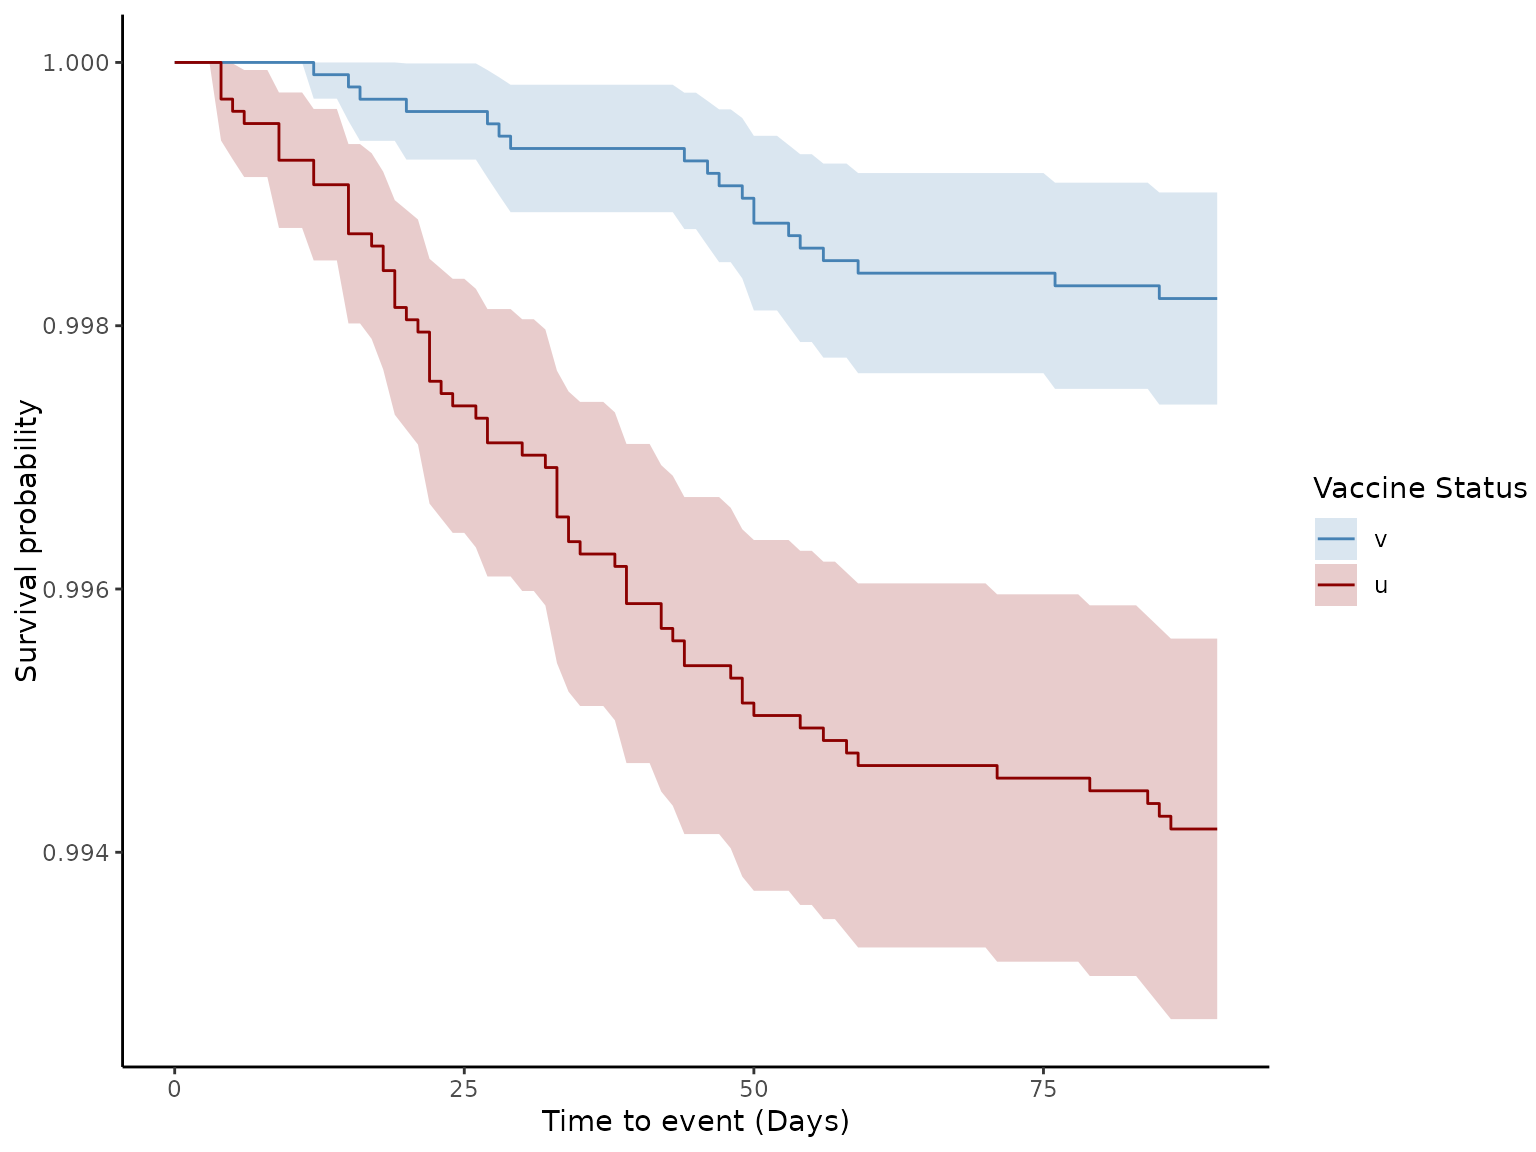 1.000
0.998
0.996
0.994
Survival probability
0 25 50 75
Time to event (Days)
Vaccine Status
v
u